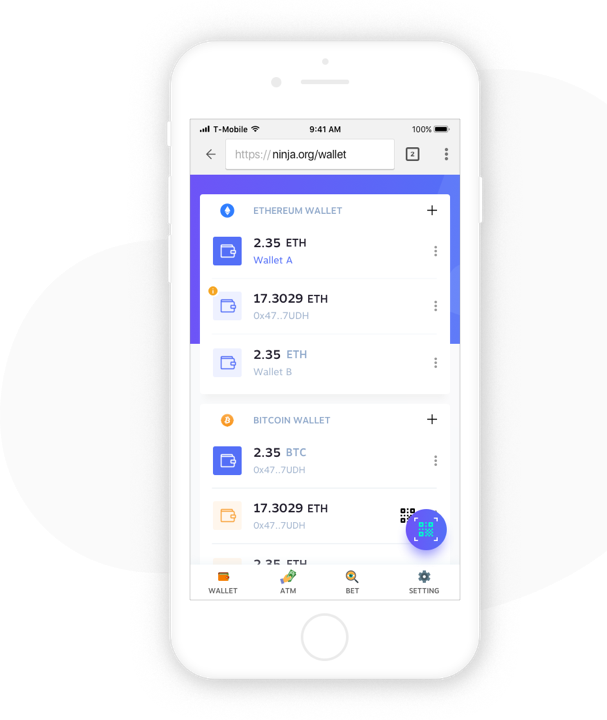 T-Mobile 9:41 AM 100%
https://ninja.org/wallet 2
ETHEREUM WALLET
2.35 ETH
Wallet A
17.3029 ETH
0x47..7UDH
2.35 ETH
Wallet B
BITCOIN WALLET
2.35 BTC
0x47..7UDH
17.3029 ETH
0x47..7UDH
2.35 ETH
WALLET ATM BET SETTING